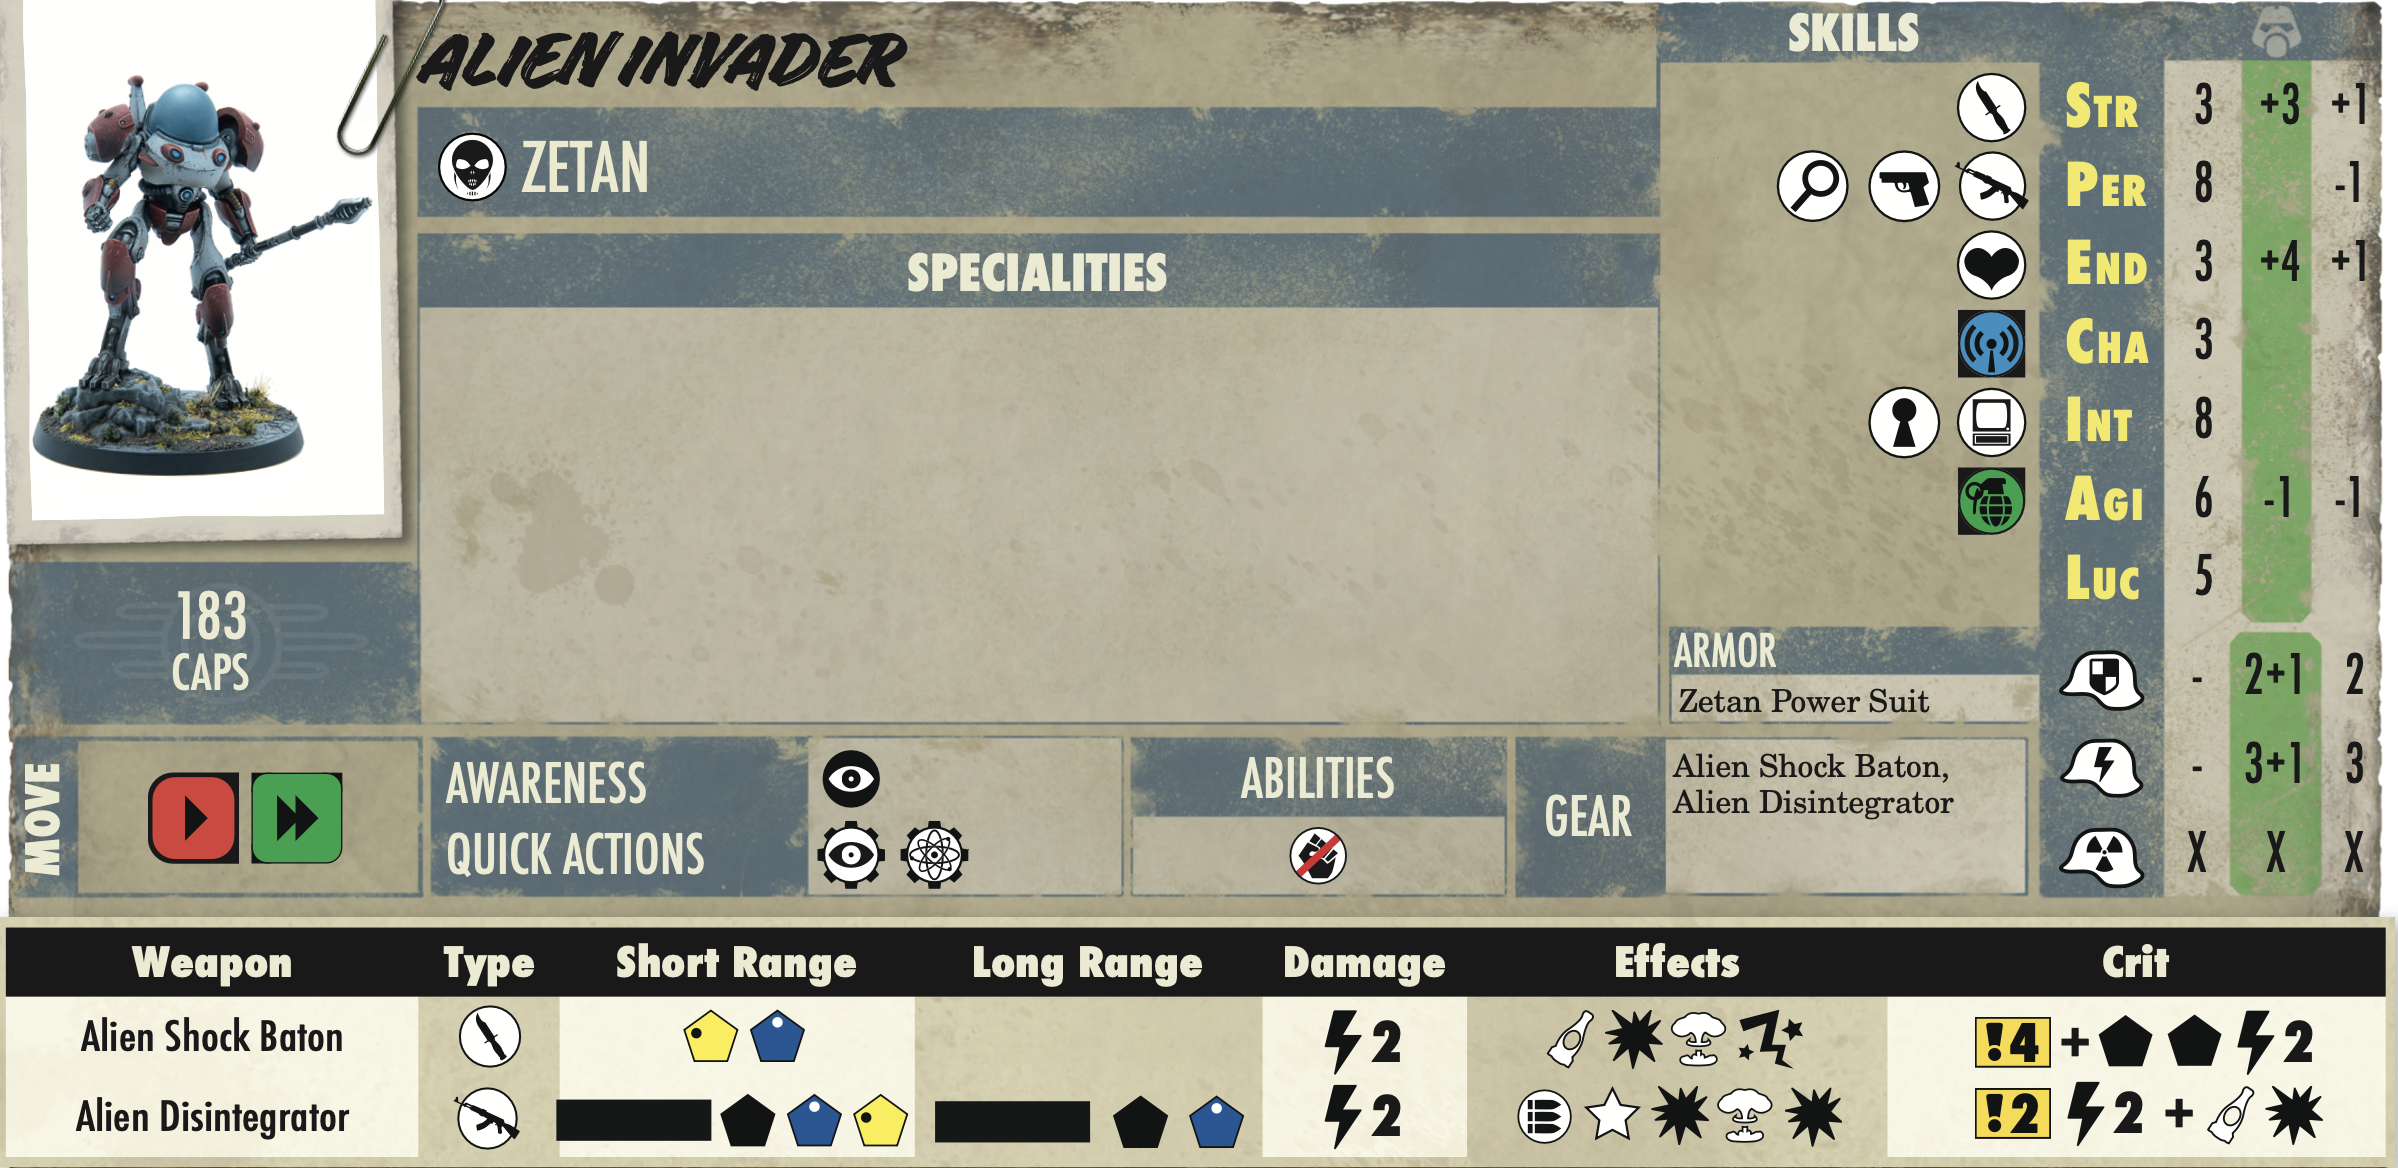 ALIEN INVADER
ZETAN
SPECIALITIES
SKILLS
STR 3 +3 +1
PER 8 -1
END 3 +4 +1
CHA 3
INT 8
AGI 6 -1 -1
LUC 5
183
CAPS
ARMOR
Zetan Power Suit
- 2+1 2
- 3+1 3
X X X
MOVE
AWARENESS
QUICK ACTIONS
ABILITIES
GEAR
Alien Shock Baton,
Alien Disintegrator
Weapon Type Short Range Long Range Damage Effects Crit
Alien Shock Baton 2 !4 + 2
Alien Disintegrator 2 !2 2 +